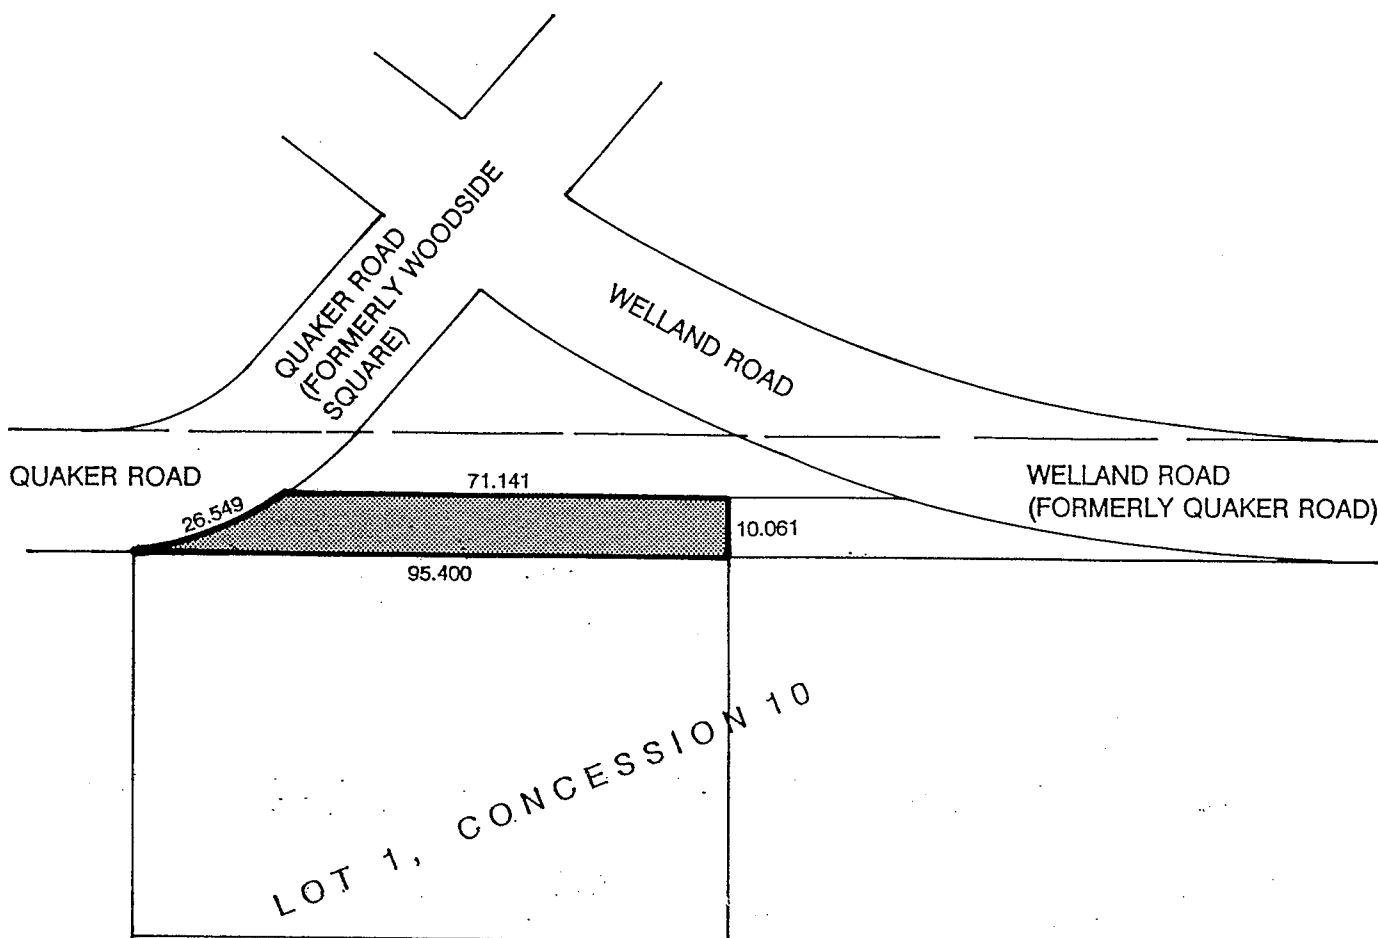 QUAKER ROAD
(FORMERLY WOODSIDE
SQUARE)
WELLAND ROAD
QUAKER ROAD
WELLAND ROAD
(FORMERLY QUAKER ROAD)
26.549
71.141
10.061
95.400
LOT 1, CONCESSION 10